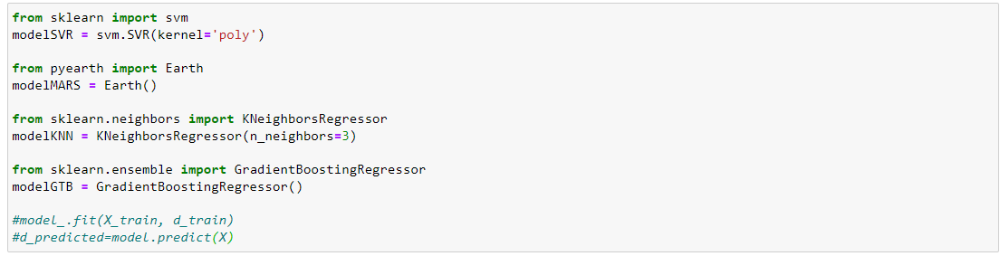 from sklearn import svm
modelSVR = svm.SVR(kernel='poly')
from pyearth import Earth
modelMARS = Earth()
from sklearn.neighbors import KNeighborsRegressor
modelKNN = KNeighborsRegressor(n_neighbors=3)
from sklearn.ensemble import GradientBoostingRegressor
modelGTB = GradientBoostingRegressor()
#model_.fit(X_train, d_train)
#d_predicted=model.predict(X)